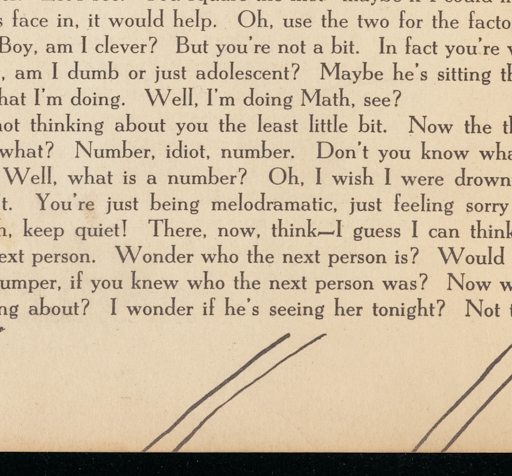 s face in, it would help. Oh, use the two for the facto
Boy, am I clever? But you're not a bit. In fact you're v
, am I dumb or just adolescent? Maybe he's sitting th
hat I'm doing. Well, I'm doing Math, see?
not thinking about you the least little bit. Now the th
what? Number, idiot, number. Don't you know wha
Well, what is a number? Oh, I wish I were drown
t. You're just being melodramatic, just feeling sorry
h, keep quiet! There, now, think—I guess I can think
ext person. Wonder who the next person is? Would
umper, if you knew who the next person was? Now w
ng about? I wonder if he's seeing her tonight? Not t